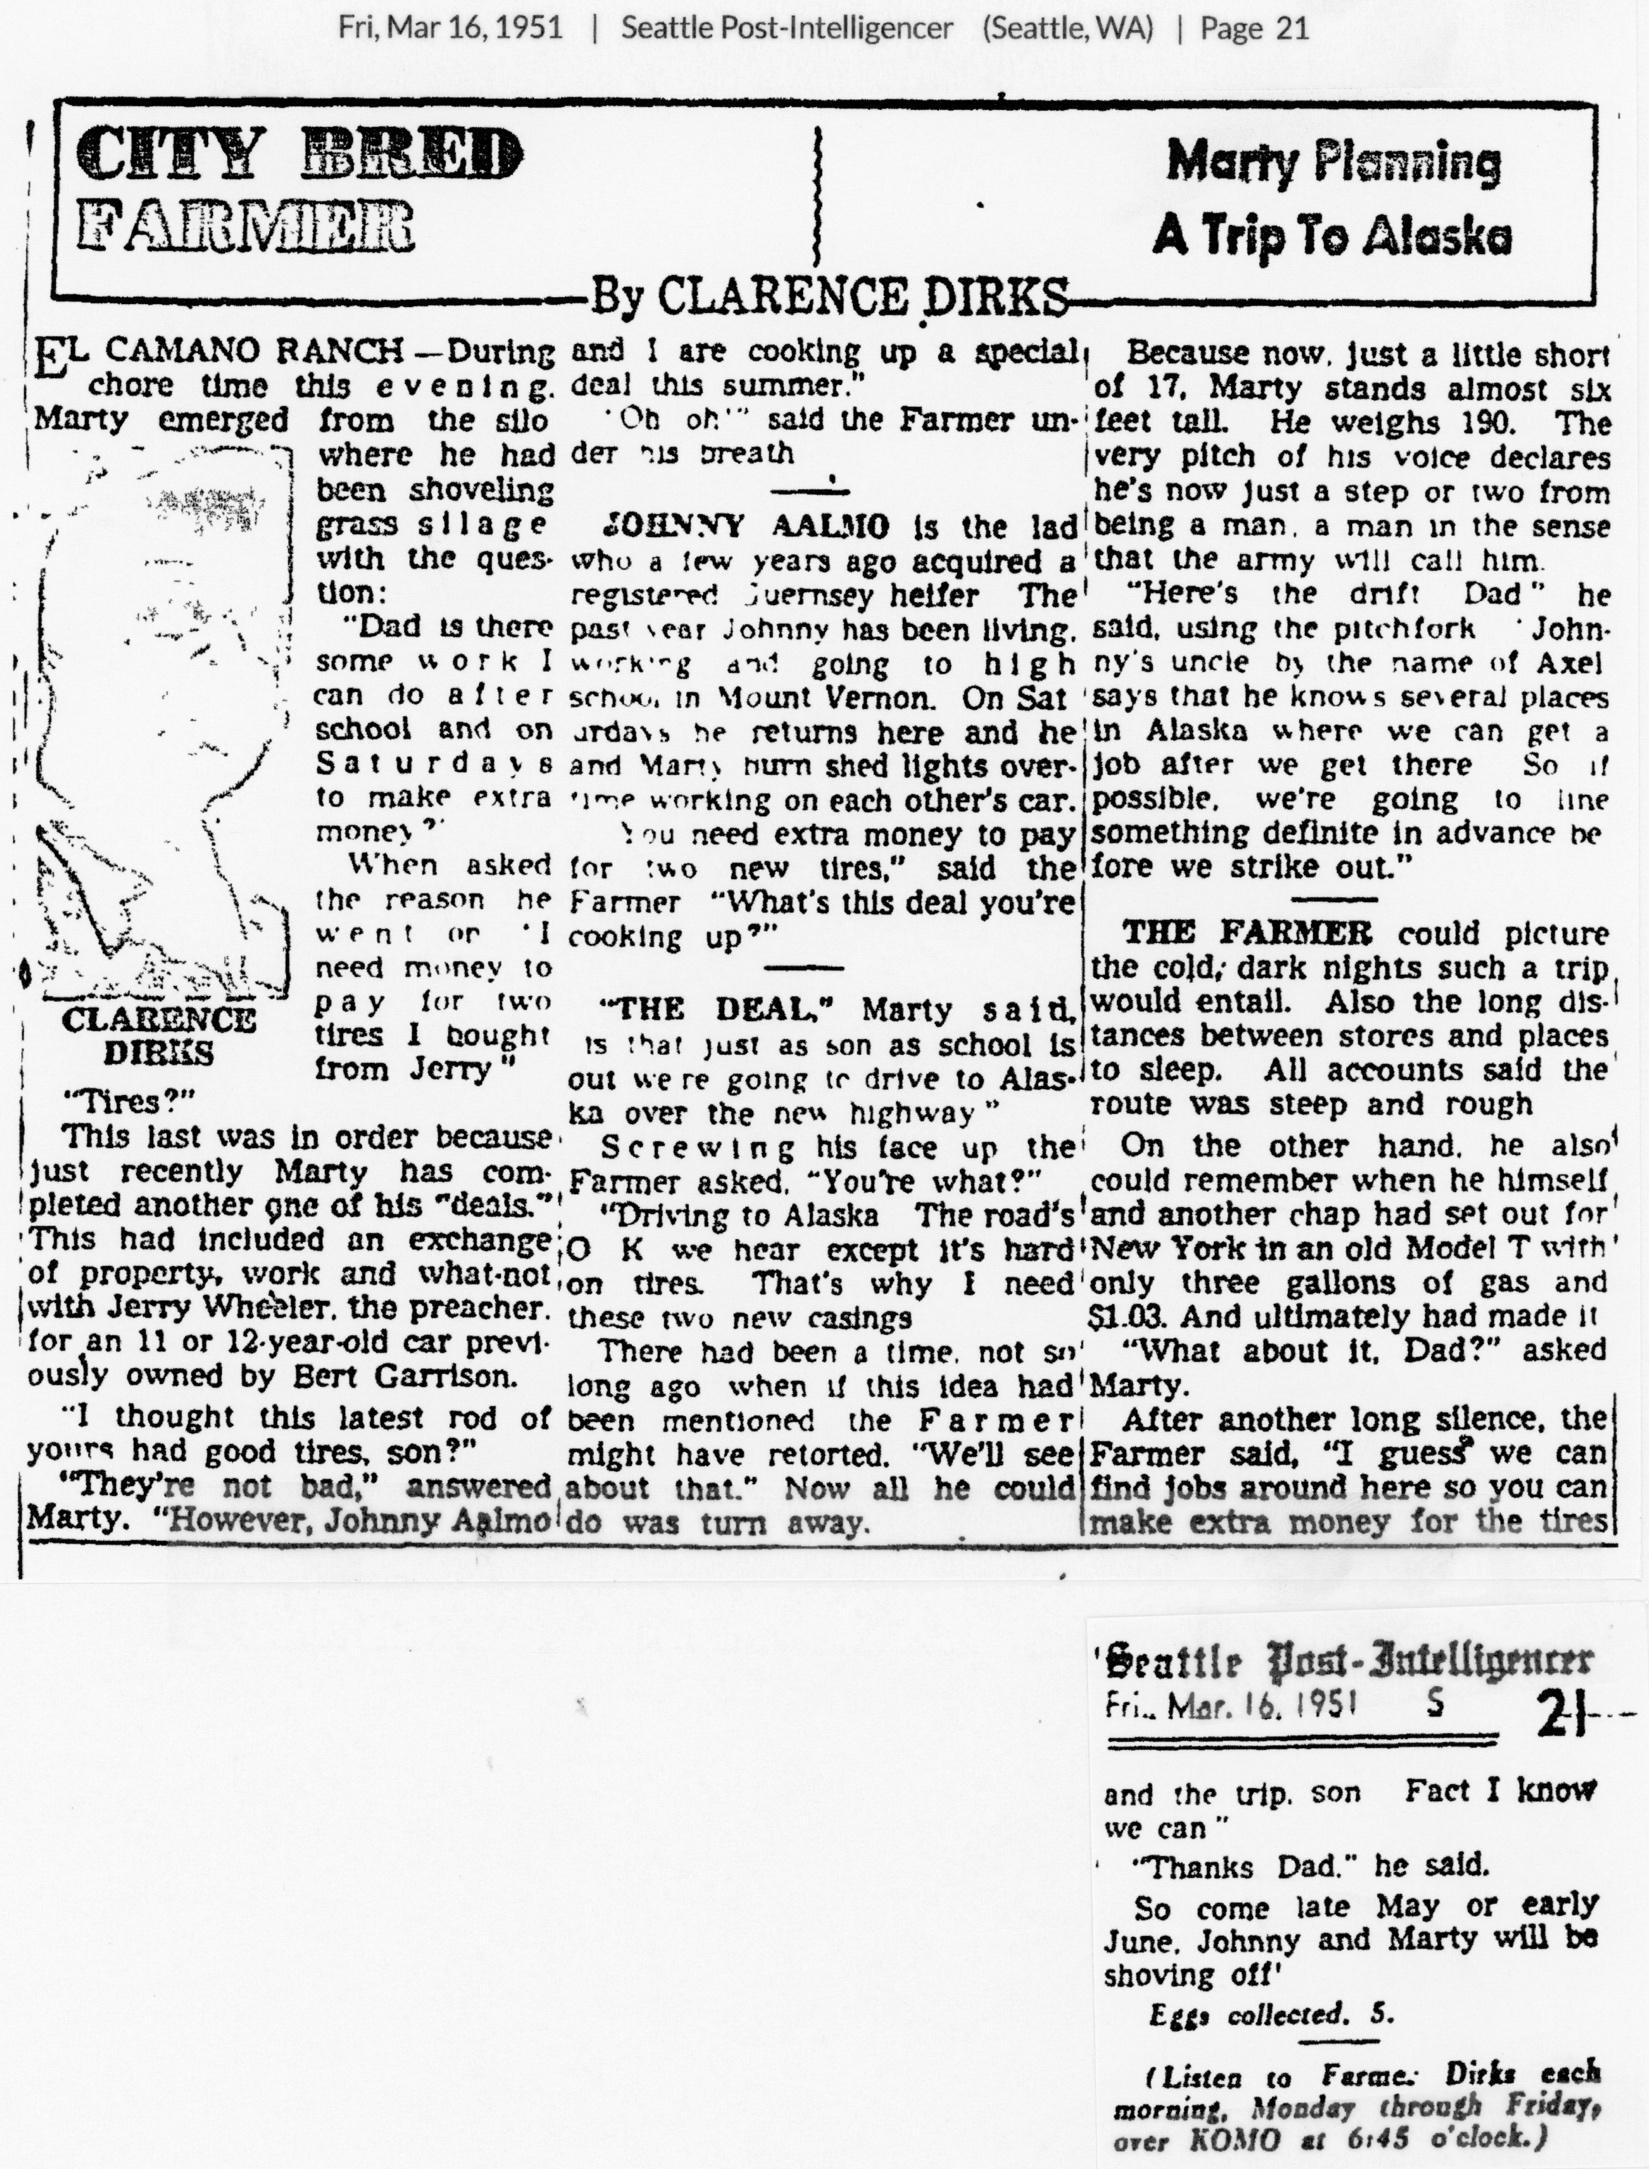 Fri, Mar 16, 1951 | Seattle Post-Intelligencer (Seattle, WA) | Page 21
CITY BRED
FARMER
Marty Planning
A Trip To Alaska
By CLARENCE DIRKS
EL CAMANO RANCH—During
chore time this evening.
Marty emerged from the silo
where he had
been shoveling
grass silage
with the ques-
tion:
"Dad is there
some work I
can do after
school and on
Saturdays
to make extra
money?"
When asked
the reason he
went on "I
need money to
pay for two
tires I bought
from Jerry"
CLARENCE
DIRKS
"Tires?"
This last was in order because
just recently Marty has com-
pleted another one of his "deals."
This had included an exchange
of property, work and what-not
with Jerry Wheeler, the preacher.
for an 11 or 12-year-old car previ-
ously owned by Bert Garrison.
"I thought this latest rod of
yours had good tires, son?"
"They're not bad," answered
Marty. "However, Johnny Aalmo
and I are cooking up a special
deal this summer."
"Oh oh!" said the Farmer un-
der his breath
JOHNNY AALMO is the lad
who a few years ago acquired a
registered Guernsey heifer The
past year Johnny has been living,
working and going to high
school in Mount Vernon. On Sat
urdays he returns here and he
and Marty burn shed lights over-
time working on each other's car.
"You need extra money to pay
for two new tires," said the
Farmer "What's this deal you're
cooking up?"
"THE DEAL," Marty said,
is that just as son as school is
out we're going to drive to Alas-
ka over the new highway"
Screwing his face up the
Farmer asked, "You're what?"
"Driving to Alaska The road's
O K we hear except it's hard
on tires. That's why I need
these two new casings
There had been a time, not so
long ago when if this idea had
been mentioned the Farmer
might have retorted, "We'll see
about that." Now all he could
do was turn away.
Because now, just a little short
of 17, Marty stands almost six
feet tall. He weighs 190. The
very pitch of his voice declares
he's now just a step or two from
being a man, a man in the sense
that the army will call him.
"Here's the drift Dad" he
said, using the pitchfork "John-
ny's uncle by the name of Axel
says that he knows several places
in Alaska where we can get a
job after we get there So if
possible, we're going to line
something definite in advance be
fore we strike out."
THE FARMER could picture
the cold, dark nights such a trip
would entail. Also the long dis-
tances between stores and places
to sleep. All accounts said the
route was steep and rough
On the other hand, he also
could remember when he himself
and another chap had set out for
New York in an old Model T with
only three gallons of gas and
$1.03. And ultimately had made it
"What about it, Dad?" asked
Marty.
After another long silence, the
Farmer said, "I guess we can
find jobs around here so you can
make extra money for the tires
Seattle Post-Intelligencer
Fri., Mar. 16, 1951 S 21
and the trip, son Fact I know
we can"
"Thanks Dad." he said.
So come late May or early
June, Johnny and Marty will be
shoving off!
Eggs collected, 5.
(Listen to Farmer Dirks each
morning, Monday through Friday,
over KOMO at 6:45 o'clock.)